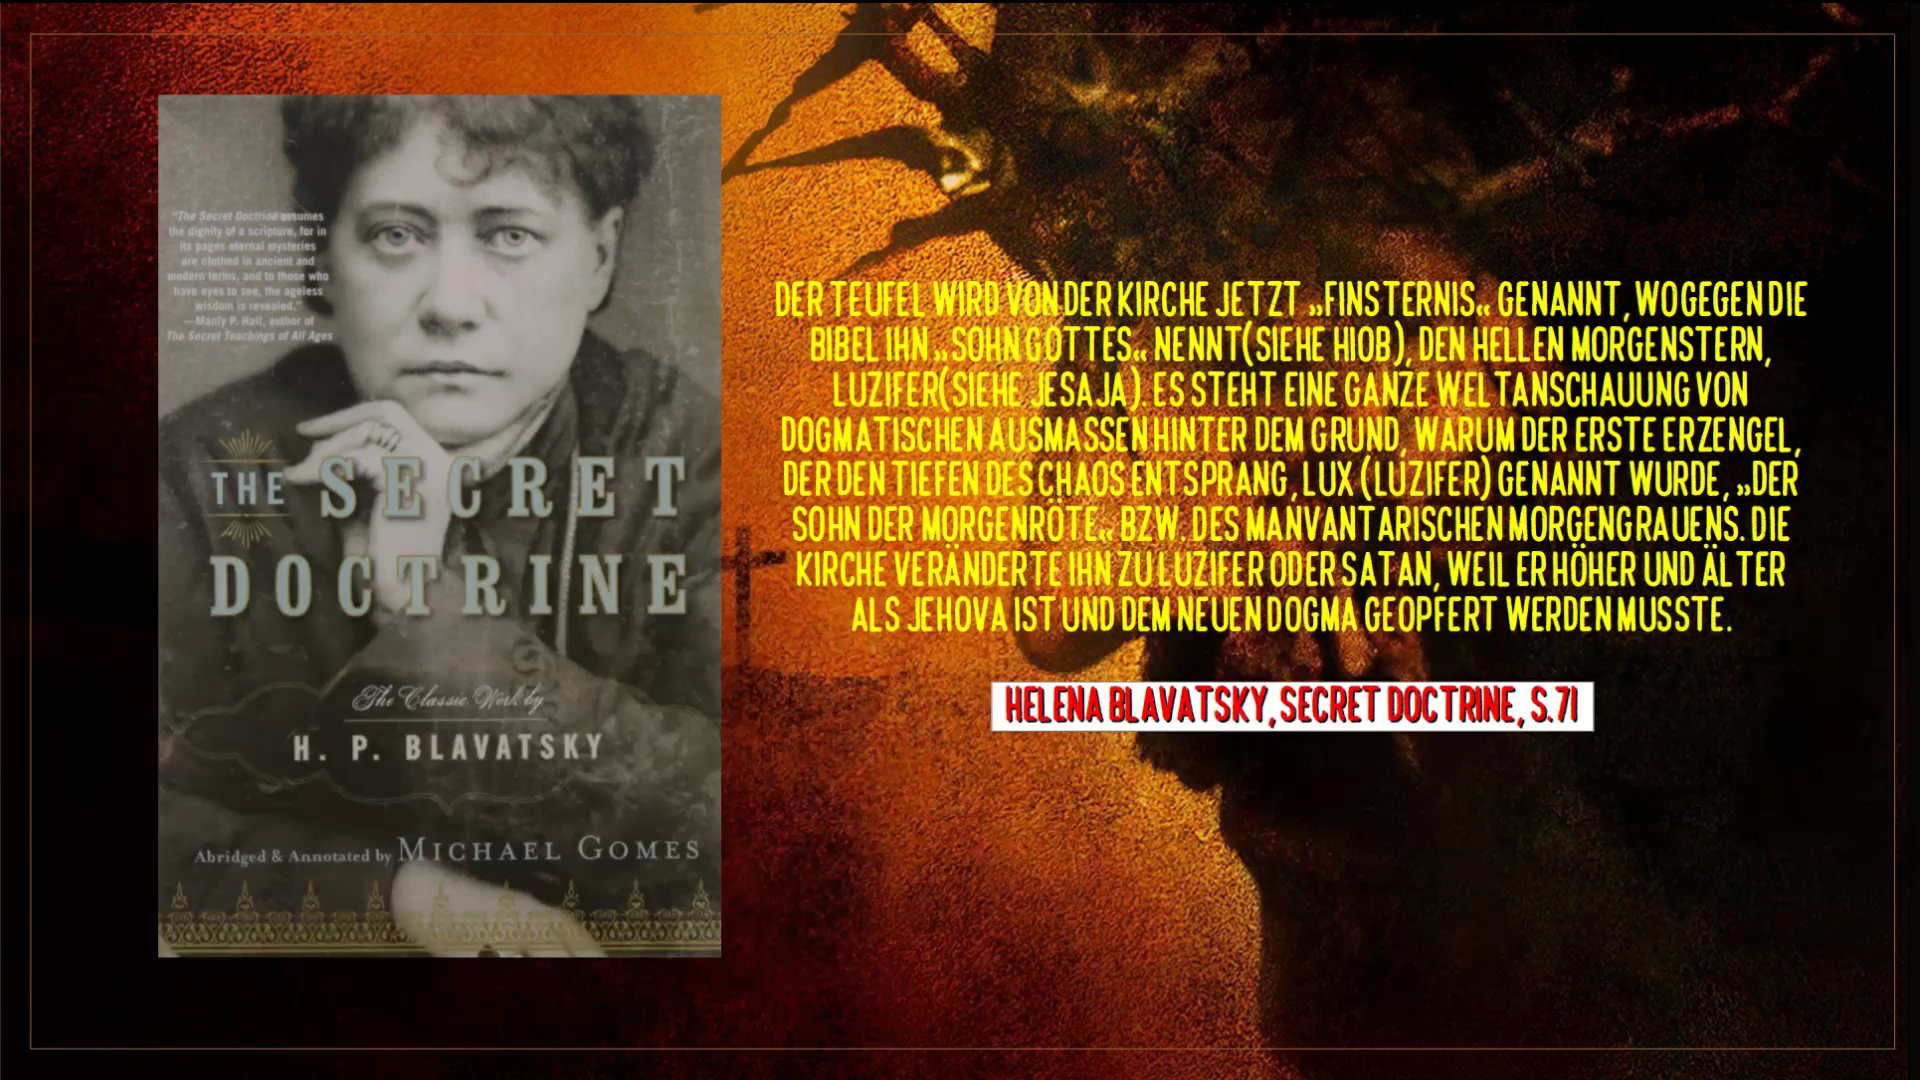 "The Secret Doctrine assumes
the dignity of a scripture, for in
its pages eternal mysteries
are clothed in ancient and
modern terms, and to those who
have eyes to see, the ageless
wisdom is revealed."
—Manly P. Hall, author of
The Secret Teachings of All Ages
THE SECRET
DOCTRINE
The Classic Work by
H. P. BLAVATSKY
Abridged & Annotated by MICHAEL GOMES
DER TEUFEL WIRD VON DER KIRCHE JETZT „FINSTERNIS“ GENANNT, WOGEGEN DIE
BIBEL IHN „SOHN GOTTES“ NENNT(SIEHE HIOB), DEN HELLEN MORGENSTERN,
LUZIFER(SIEHE JESAJA). ES STEHT EINE GANZE WELTANSCHAUUNG VON
DOGMATISCHEN AUSMASSEN HINTER DEM GRUND, WARUM DER ERSTE ERZENGEL,
DER DEN TIEFEN DES CHAOS ENTSPRANG, LUX (LUZIFER) GENANNT WURDE, „DER
SOHN DER MORGENRÖTE“ BZW. DES MANVANTARISCHEN MORGENGRAUENS. DIE
KIRCHE VERÄNDERTE IHN ZU LUZIFER ODER SATAN, WEIL ER HÖHER UND ÄLTER
ALS JEHOVA IST UND DEM NEUEN DOGMA GEOPFERT WERDEN MUSSTE.
HELENA BLAVATSKY, SECRET DOCTRINE, S.71